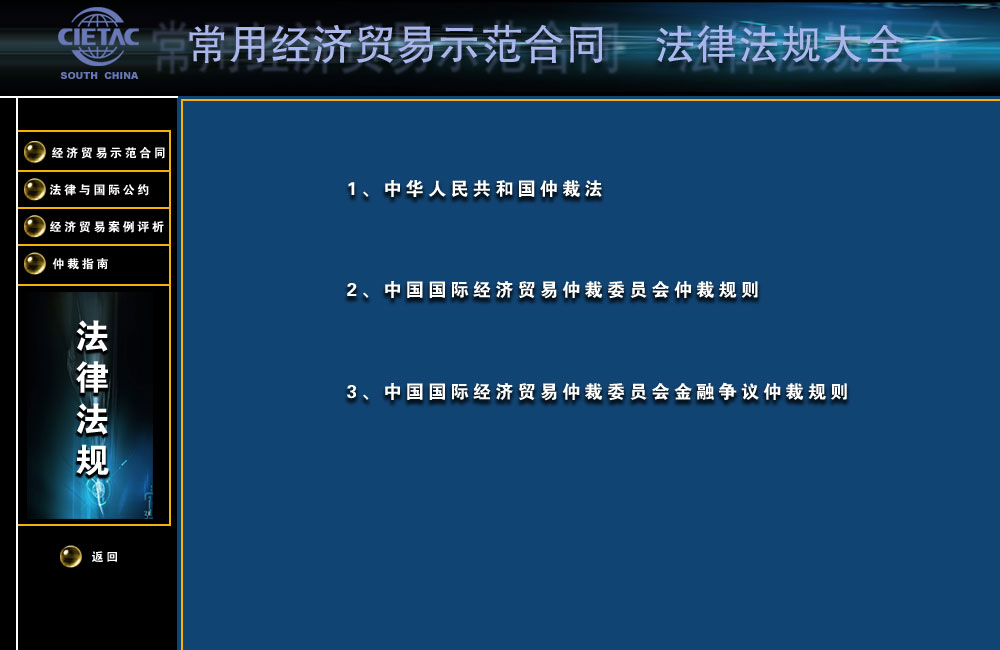 CIETAC
SOUTH CHINA
常用经济贸易示范合同 法律法规大全
经济贸易示范合同
法律与国际公约
经济贸易案例评析
仲裁指南
法
律
法
规
返回
1、中华人民共和国仲裁法
2、中国国际经济贸易仲裁委员会仲裁规则
3、中国国际经济贸易仲裁委员会金融争议仲裁规则